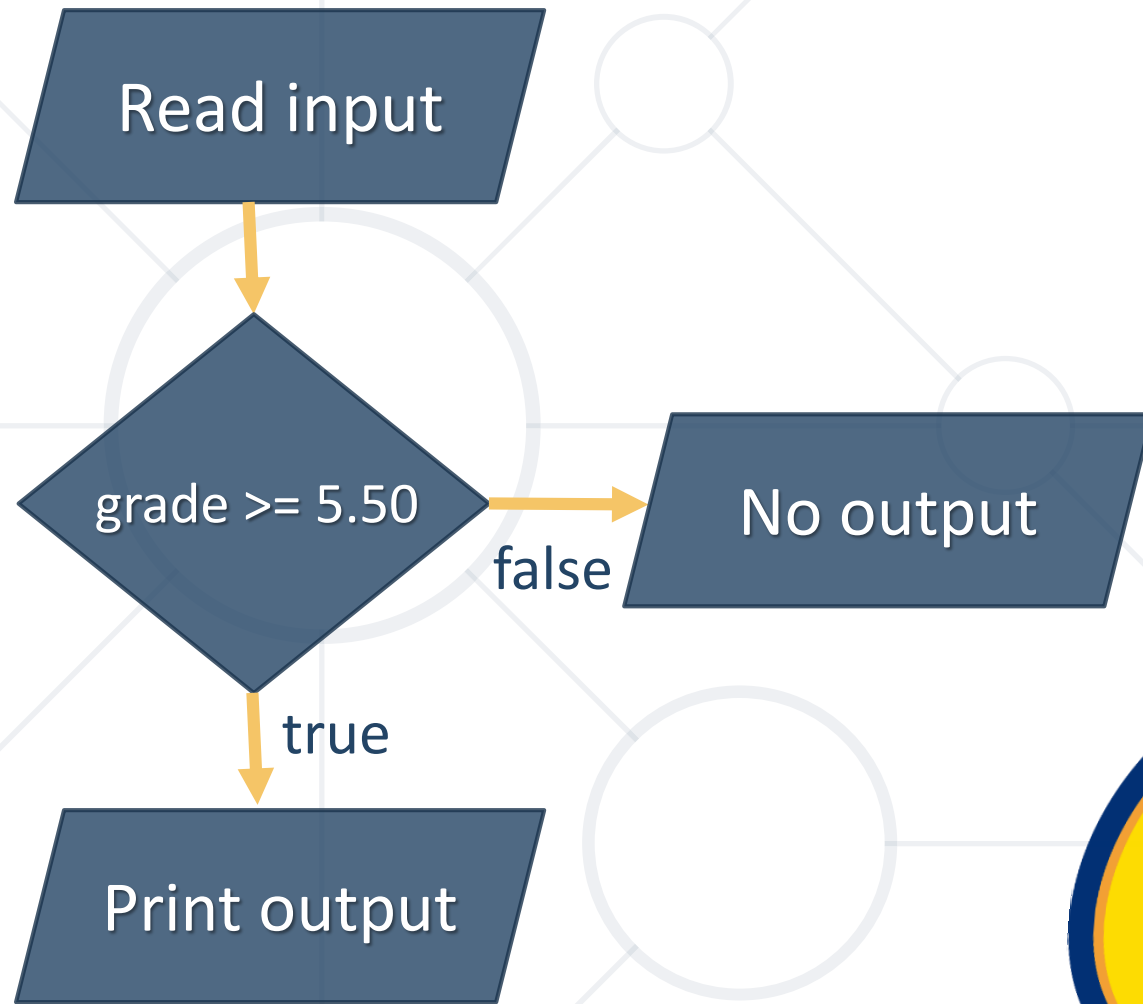 Read input
grade >= 5.50
No output
false
true
Print output